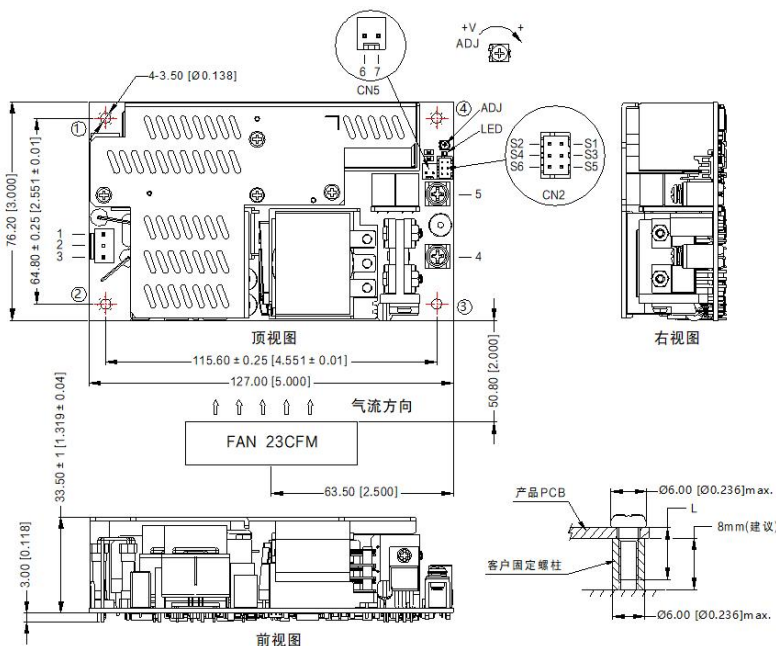 +V
+
ADJ
6 7
CN5
4-3.50 [Ø0.138]
①
④
ADJ
LED
S2
S1
S4
S3
S6
S5
CN2
5
4
1
2
3
②
③
76.20 [3.000]
64.80 ± 0.25 [2.551 ± 0.01]
顶视图
右视图
115.60 ± 0.25 [4.551 ± 0.01]
127.00 [5.000]
50.80 [2.000]
气流方向
FAN 23CFM
63.50 [2.500]
33.50 ± 1 [1.319 ± 0.04]
3.00 [0.118]
前视图
产品PCB
Ø6.00 [Ø0.236]max.
L
8mm(建议)
客户固定螺柱
Ø6.00 [Ø0.236]max.